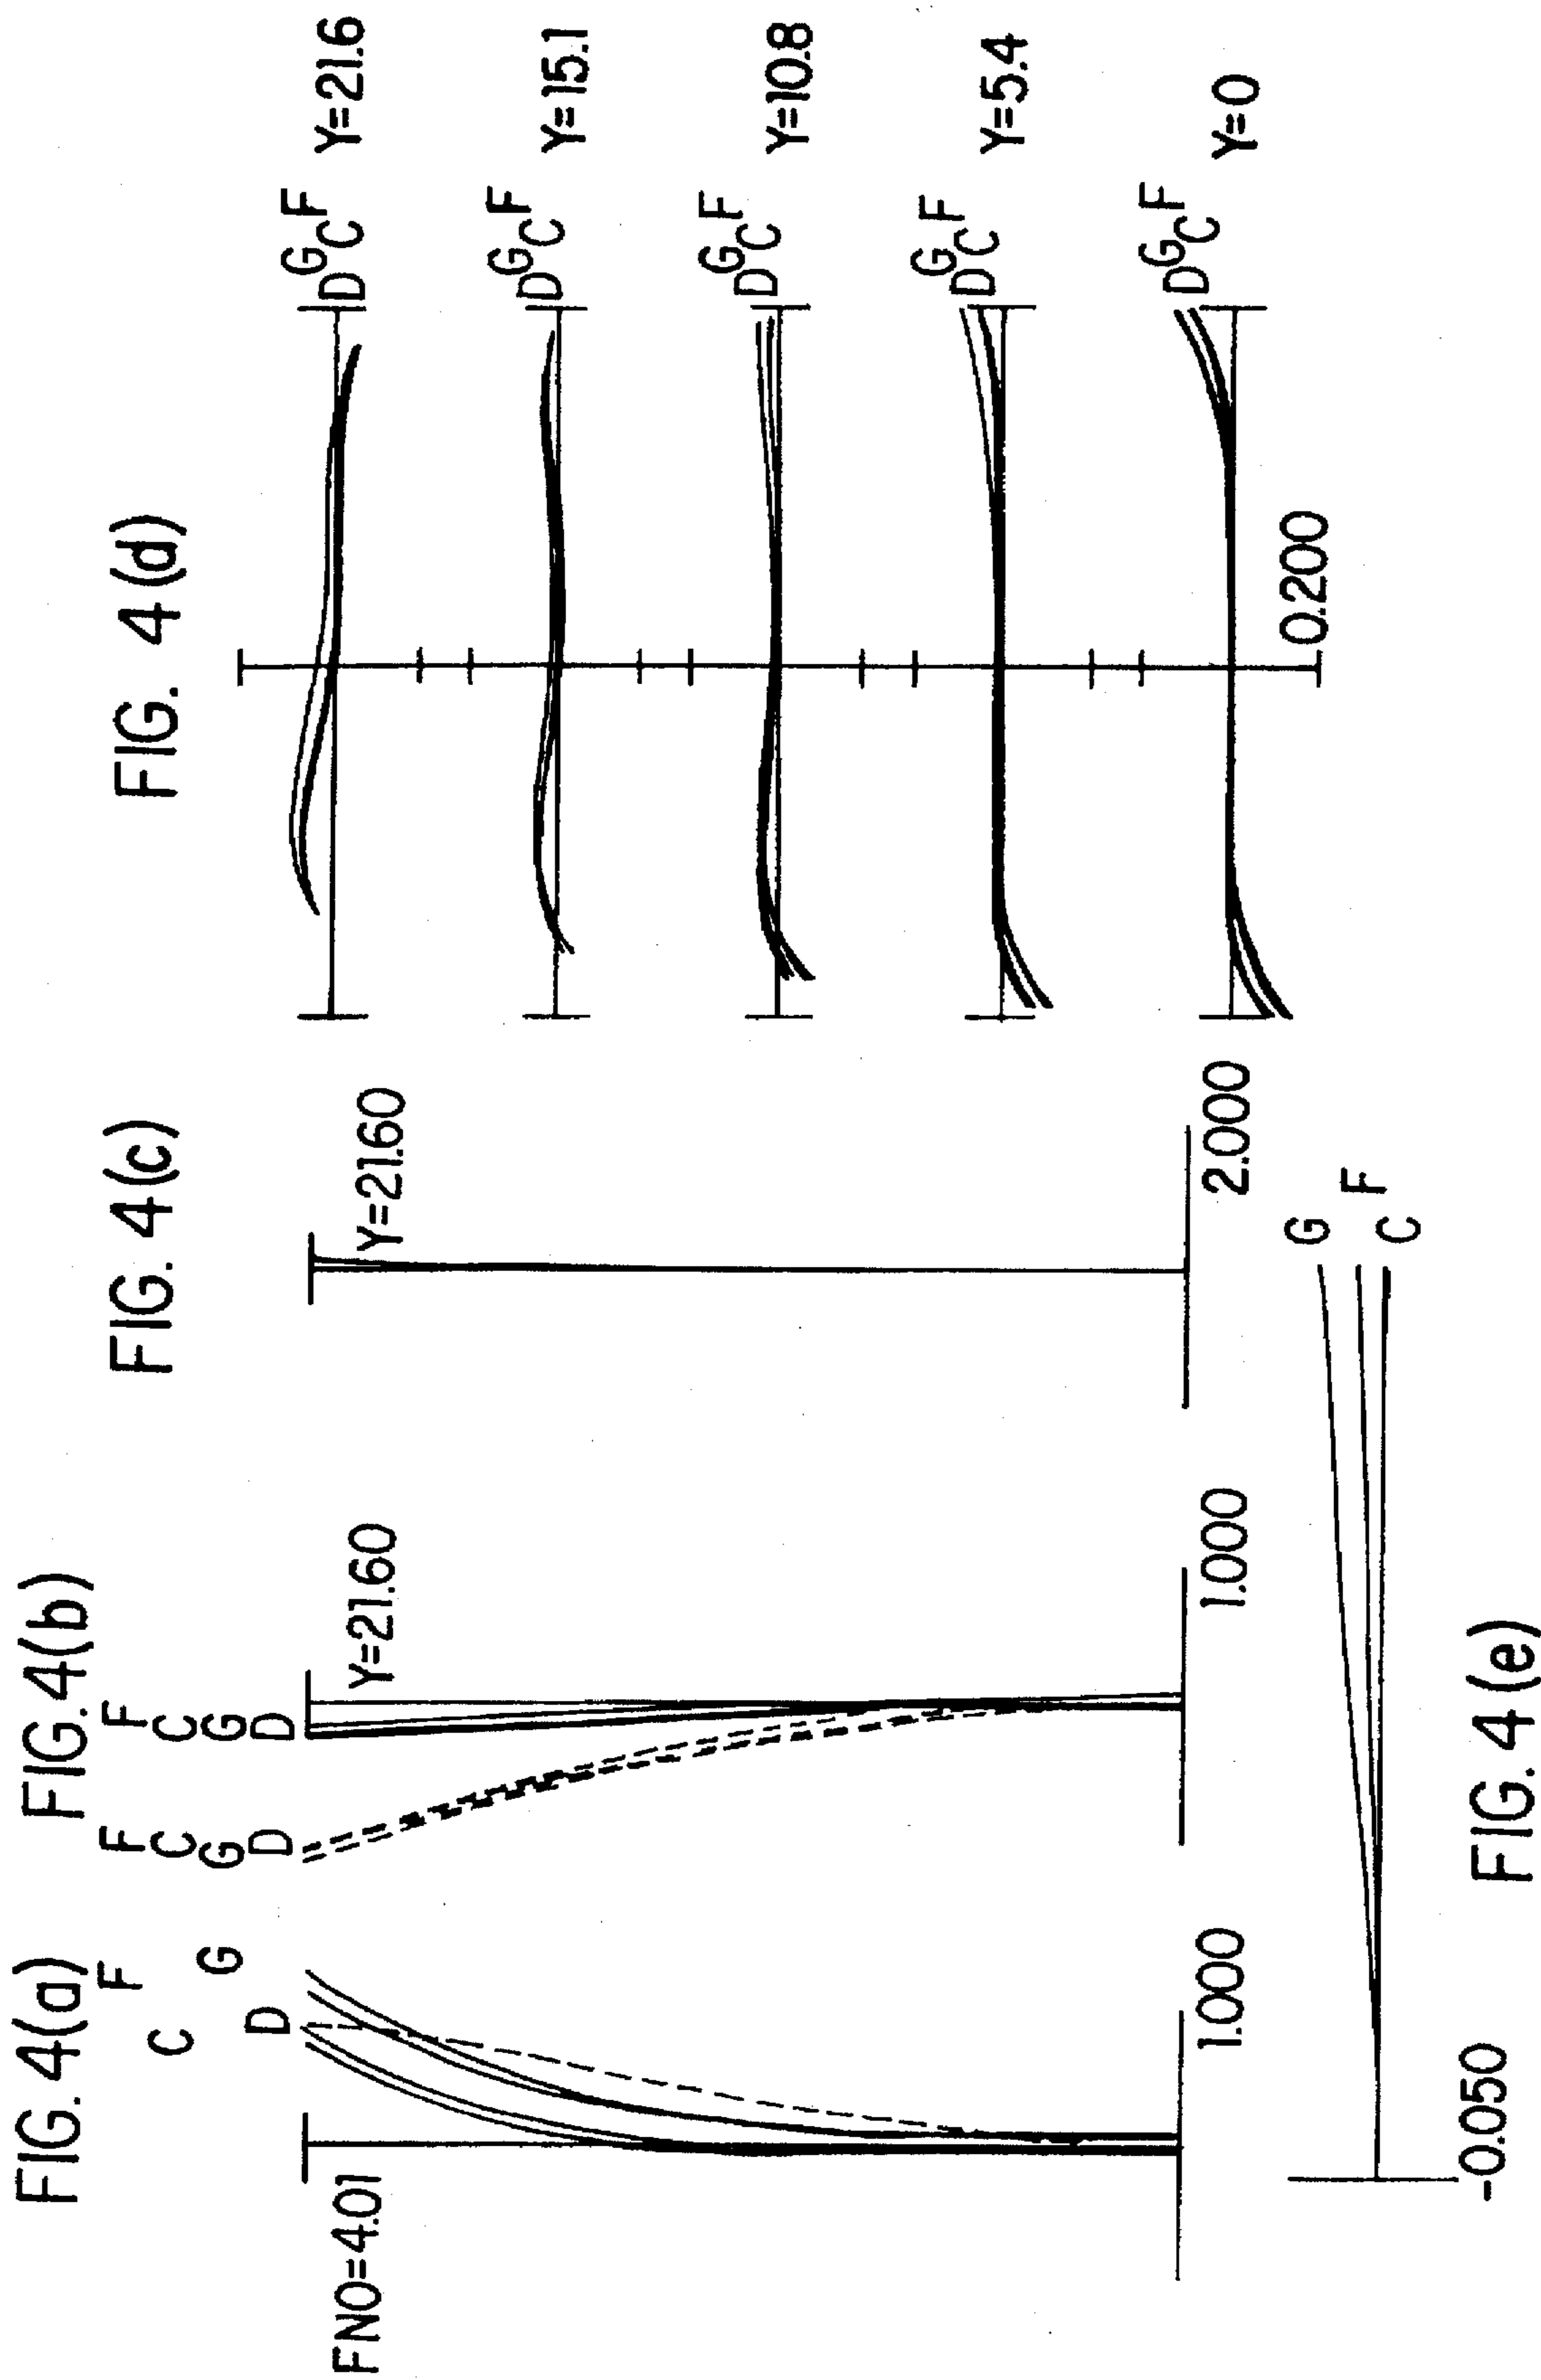 FIG. 4(a)
F
C
G
D
FNO=4.01
1.000
FIG.4(b)
F
C
G
D
F
C
G
D
Y=21.60
1.000
FIG. 4(c)
Y=21.60
2.000
FIG. 4(d)
D G C F Y=21.6
D G C F Y=15.1
D G C F Y=10.8
D G C F Y=5.4
D G C F Y=0
0.200
G
F
C
-0.050
FIG. 4(e)